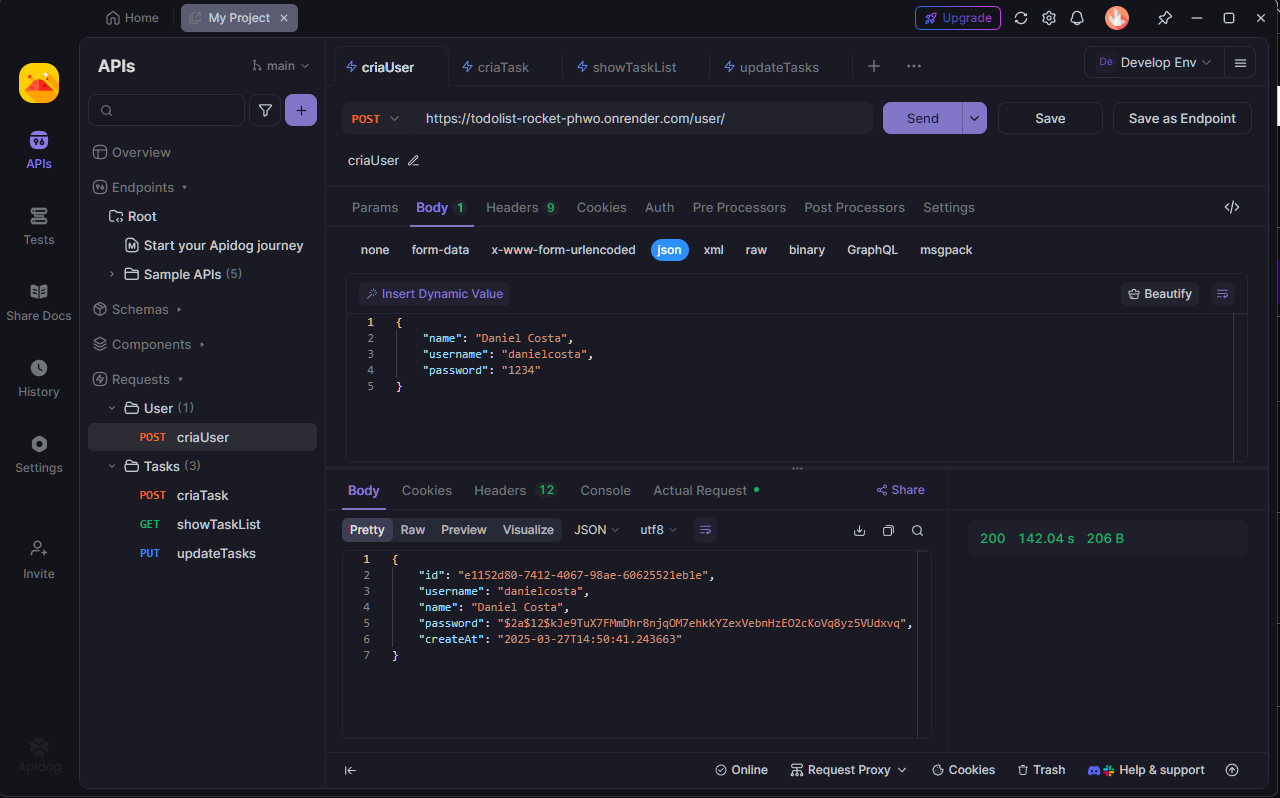 Home
My Project
Upgrade
APIs
Tests
Share Docs
History
Settings
Invite
Apidog
APIs
main
Overview
Endpoints
Root
Start your Apidog journey
Sample APIs (5)
Schemas
Components
Requests
User (1)
POST criaUser
Tasks (3)
POST criaTask
GET showTaskList
PUT updateTasks
criaUser
criaTask
showTaskList
updateTasks
De Develop Env
POST https://todolist-rocket-phwo.onrender.com/user/
Send
Save
Save as Endpoint
criaUser
Params Body 1 Headers 9 Cookies Auth Pre Processors Post Processors Settings
none form-data x-www-form-urlencoded json xml raw binary GraphQL msgpack
Insert Dynamic Value
Beautify
1 {
2 "name": "Daniel Costa",
3 "username": "danielcosta",
4 "password": "1234"
5 }
Body Cookies Headers 12 Console Actual Request
Share
Pretty Raw Preview Visualize JSON utf8
200 142.04 s 206 B
1 {
2 "id": "e1152d80-7412-4067-98ae-60625521eb1e",
3 "username": "danielcosta",
4 "name": "Daniel Costa",
5 "password": "$2a$12$kJe9TuX7FMmDhr8njqOM7ehkkYZexVebnHzEO2cKoVq8yz5VUdxvq",
6 "createAt": "2025-03-27T14:50:41.243663"
7 }
Online
Request Proxy
Cookies
Trash
Help & support